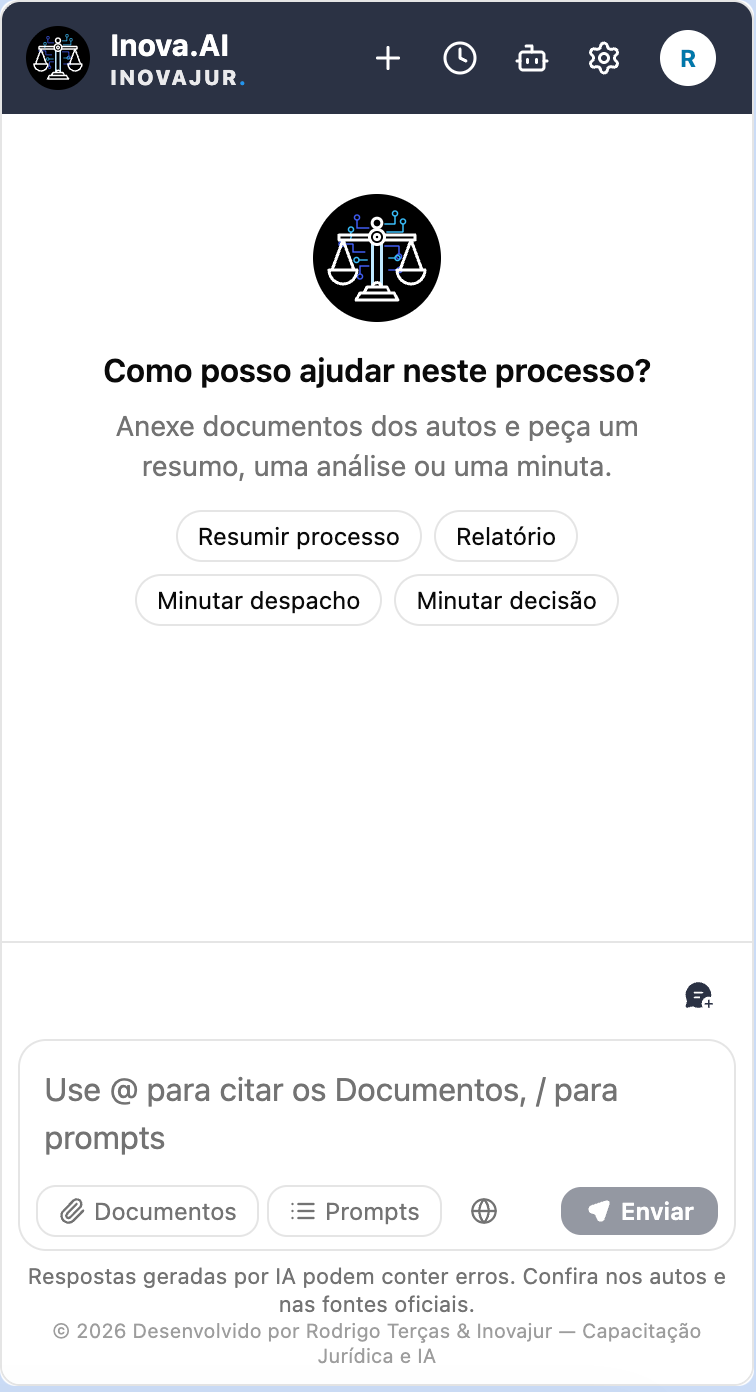 Inova.AI
INOVAJUR.
R
Como posso ajudar neste processo?
Anexe documentos dos autos e peça um
resumo, uma análise ou uma minuta.
Resumir processo
Relatório
Minutar despacho
Minutar decisão
Use @ para citar os Documentos, / para
prompts
Documentos
Prompts
Enviar
Respostas geradas por IA podem conter erros. Confira nos autos e
nas fontes oficiais.
© 2026 Desenvolvido por Rodrigo Terças & Inovajur — Capacitação
Jurídica e IA